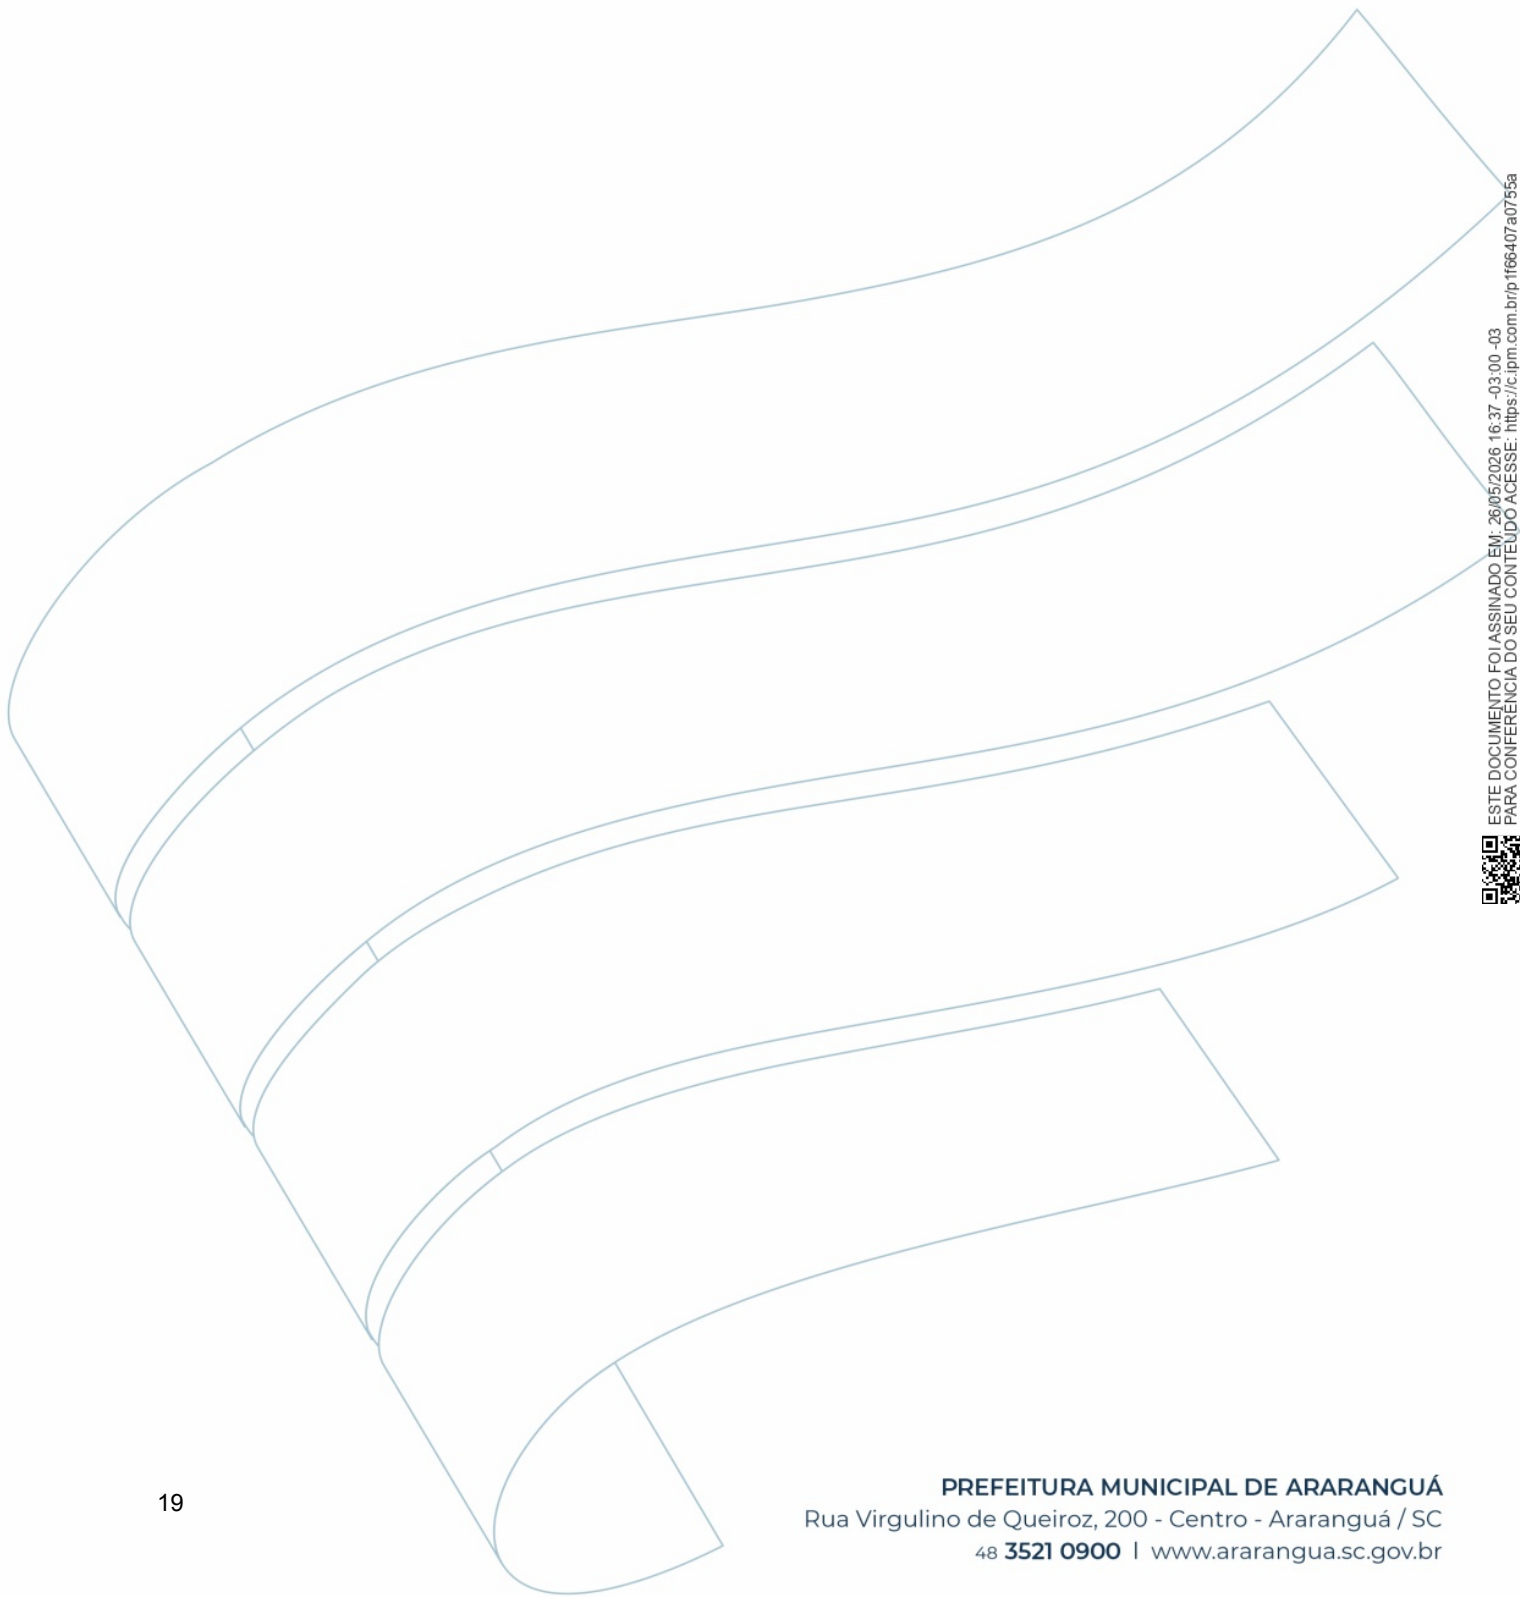 ESTE DOCUMENTO FOI ASSINADO EM: 26/05/2026 16:37 -03:00 -03
PARA CONFERÊNCIA DO SEU CONTEÚDO ACESSE: https://c.ipm.com.br/p1f66407a0755a
19
PREFEITURA MUNICIPAL DE ARARANGUÁ
Rua Virgulino de Queiroz, 200 - Centro - Araranguá / SC
48 3521 0900 | www.ararangua.sc.gov.br